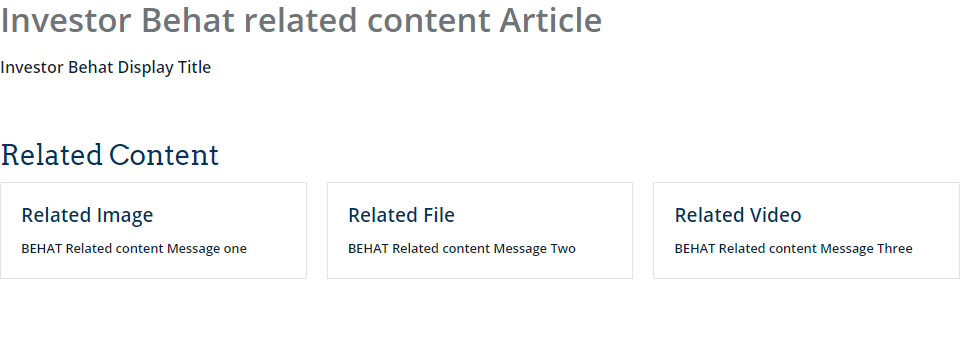 Investor Behat related content Article
Investor Behat Display Title
Related Content
Related Image
BEHAT Related content Message one
Related File
BEHAT Related content Message Two
Related Video
BEHAT Related content Message Three